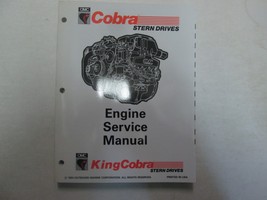 OMC
Cobra
STERN DRIVES
Engine
Service
Manual
OMC
KingCobra
STERN DRIVES